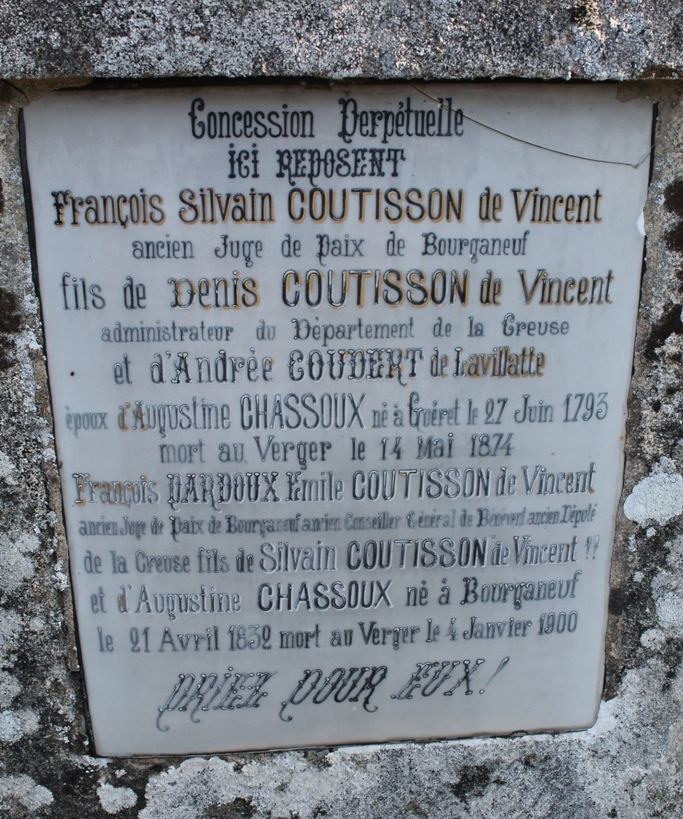 Concession Perpétuelle
ICI REPOSENT
François Silvain COUTISSON de Vincent
ancien Juge de Paix de Bourganeuf
fils de Denis COUTISSON de Vincent
administrateur du Dèpartement de la Creuse
et d'Andrèe COUDERT de Lavillatte
époux d'Augustine CHASSOUX né à Guéret le 27 Juin 1793
mort au Verger le 14 Mai 1874
François PARDOUX Emile COUTISSON de Vincent
ancien Juge de Paix de Bourganeuf ancien Conseiller Général de Bénévent ancien Député
de la Creuse fils de Silvain COUTISSON de Vincent !!
et d'Augustine CHASSOUX né à Bourganeuf
le 21 Avril 1832 mort au Verger le 4 Janvier 1900
PRIEZ POUR EUX!